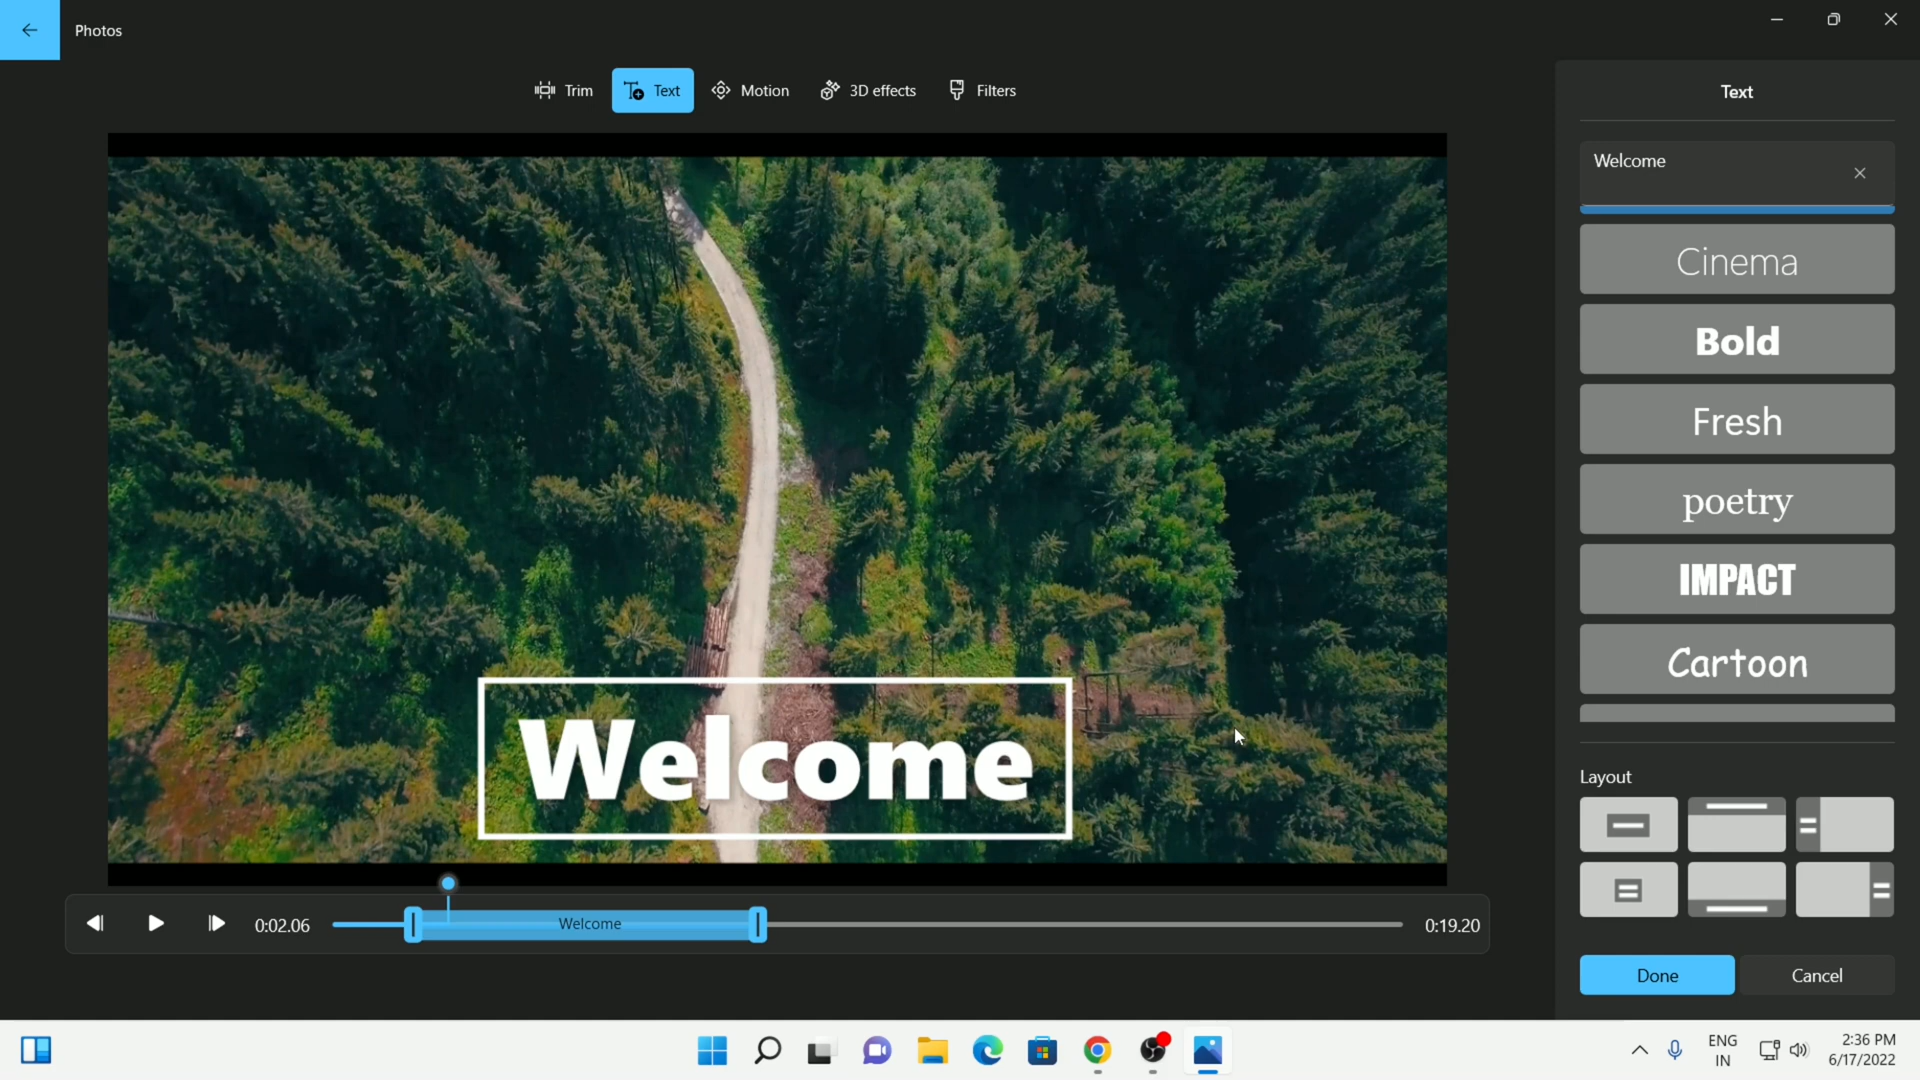 Photos
Trim
Text
Motion
3D effects
Filters
Text
Welcome
Cinema
Bold
Fresh
poetry
IMPACT
Cartoon
Welcome
Layout
0:02.06
Welcome
0:19.20
Done
Cancel
ENG
IN
2:36 PM
6/17/2022